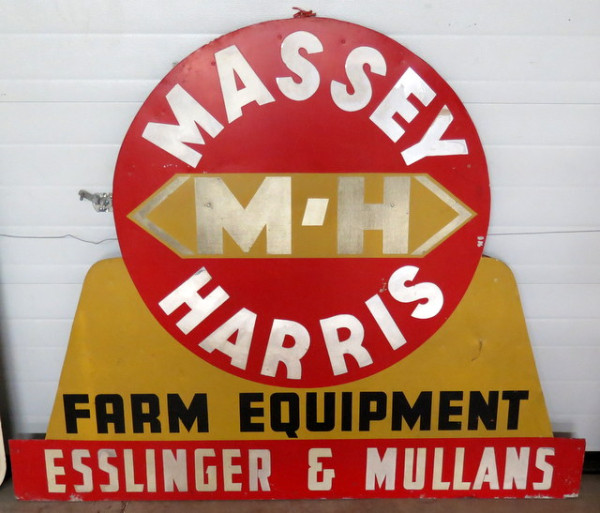 MASSEY
M-H
HARRIS
FARM EQUIPMENT
ESSLINGER & MULLANS